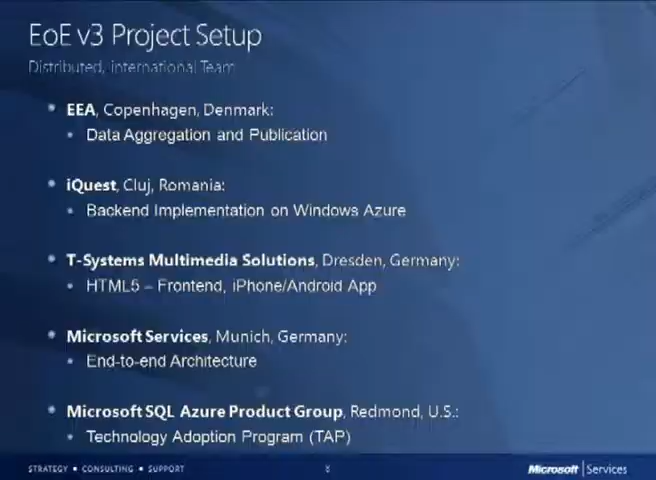 EoE v3 Project Setup
Distributed, international Team
• EEA, Copenhagen, Denmark:
• Data Aggregation and Publication
• iQuest, Cluj, Romania:
• Backend Implementation on Windows Azure
• T-Systems Multimedia Solutions, Dresden, Germany:
• HTML5 – Frontend, iPhone/Android App
• Microsoft Services, Munich, Germany:
• End-to-end Architecture
• Microsoft SQL Azure Product Group, Redmond, U.S.:
• Technology Adoption Program (TAP)
STRATEGY ▪ CONSULTING ▪ SUPPORT
Microsoft | Services